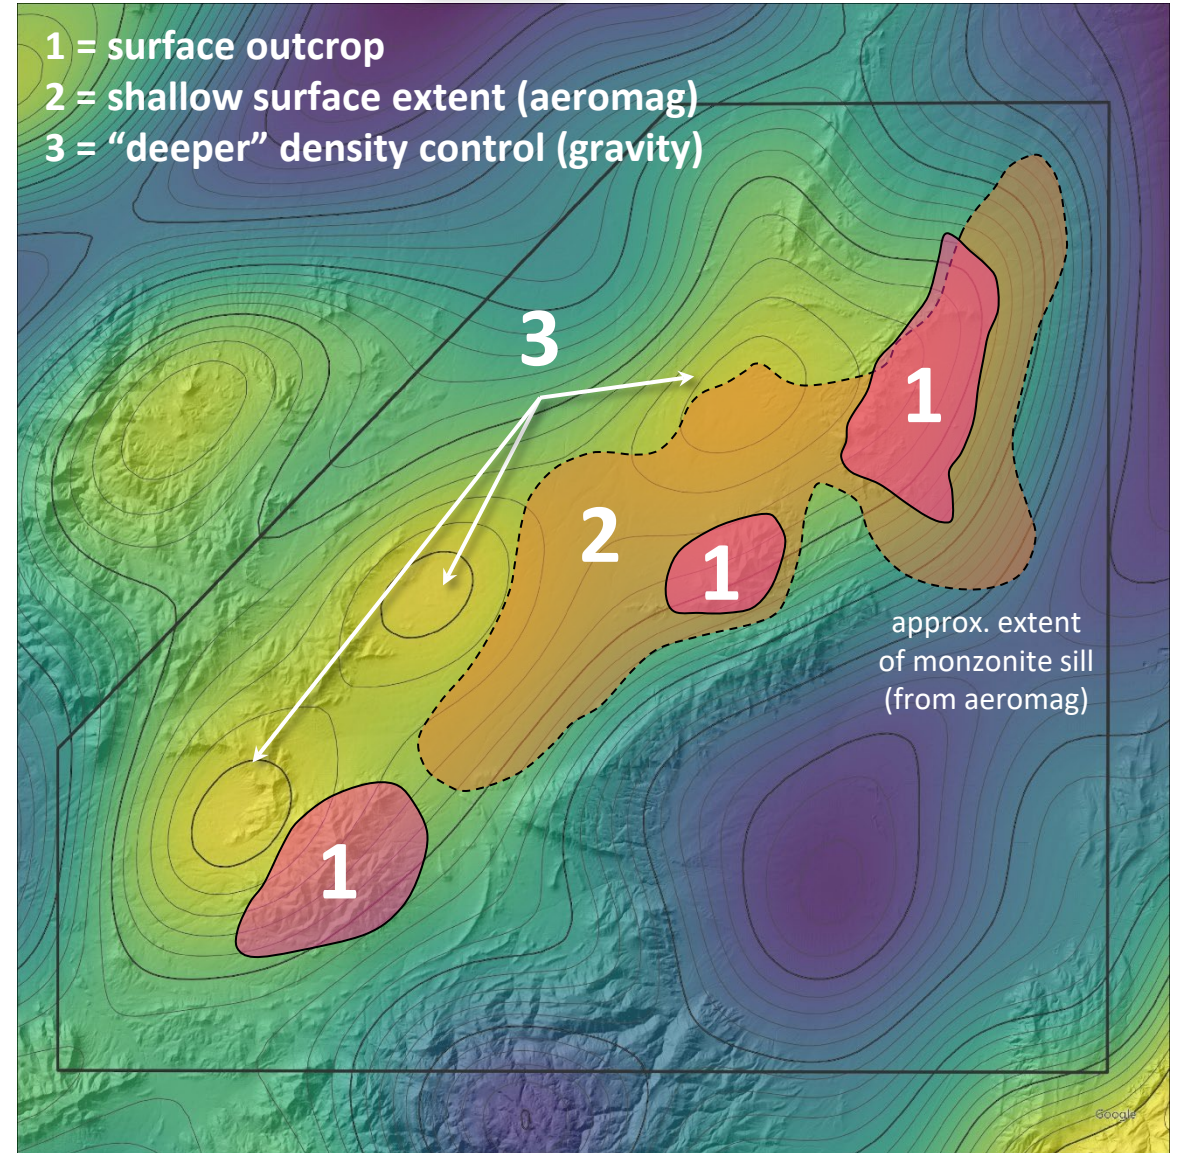 1 = surface outcrop
2 = shallow surface extent (aeromag)
3 = “deeper” density control (gravity)
3
1
2
1
approx. extent
of monzonite sill
(from aeromag)
1
Google